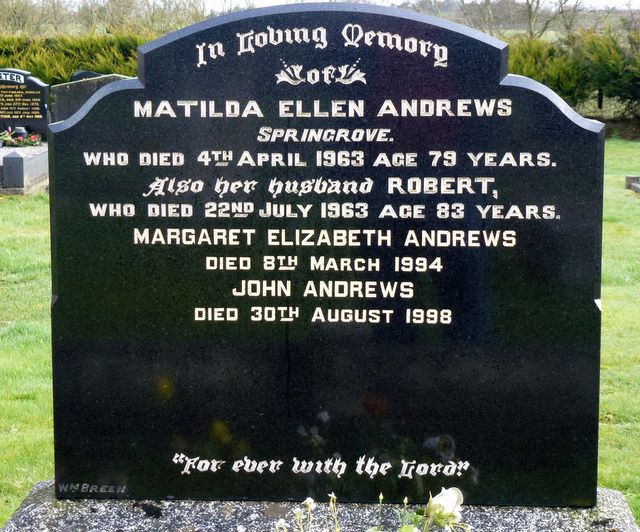 In Loving Memory
of
MATILDA ELLEN ANDREWS
SPRINGROVE.
WHO DIED 4TH APRIL 1963 AGE 79 YEARS.
Also her husband ROBERT,
WHO DIED 22ND JULY 1963 AGE 83 YEARS.
MARGARET ELIZABETH ANDREWS
DIED 8TH MARCH 1994
JOHN ANDREWS
DIED 30TH AUGUST 1998
"For ever with the Lord!"
WM BREEN